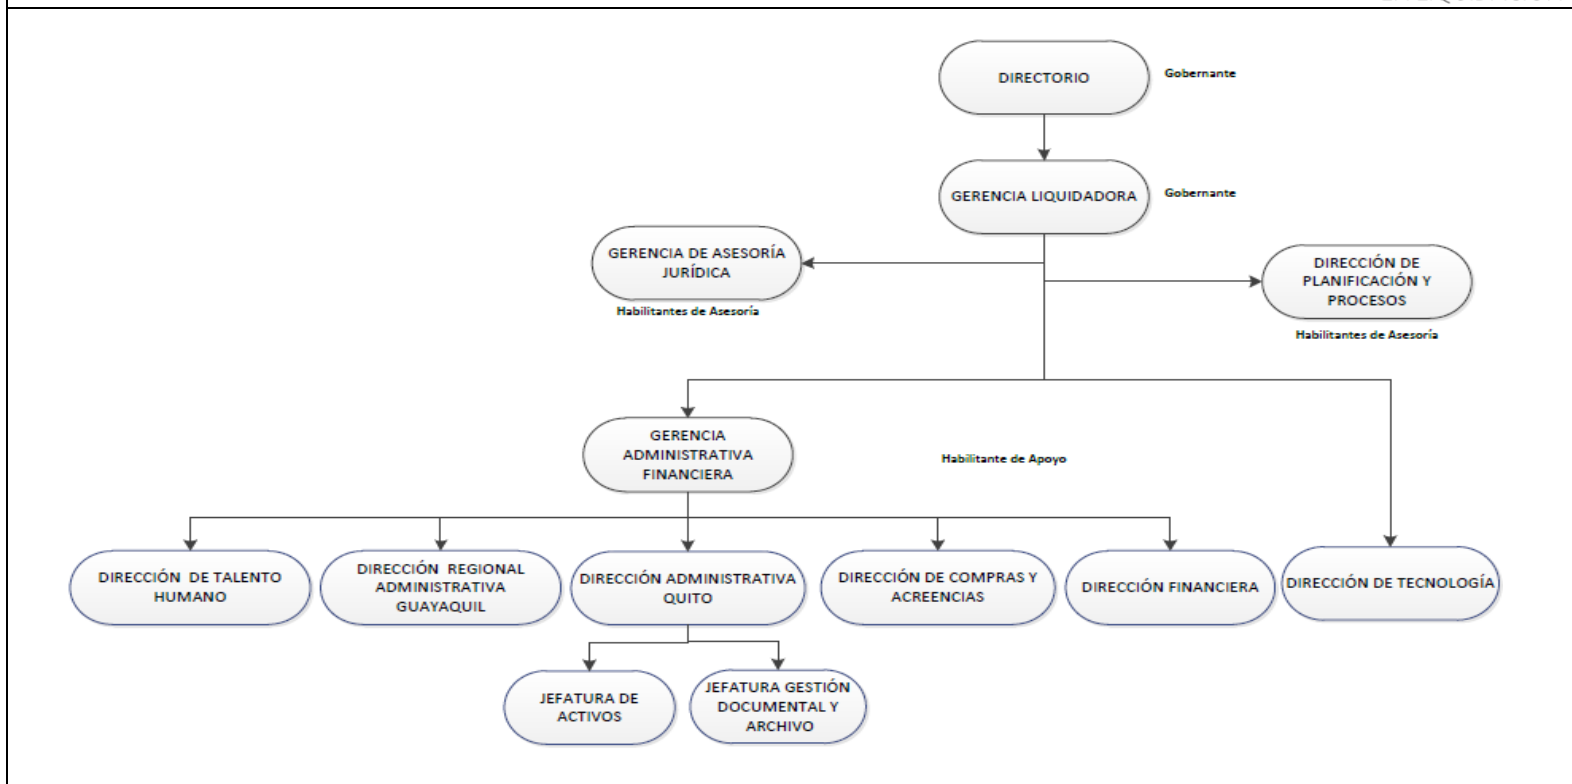 DIRECTORIO
Gobernante
GERENCIA LIQUIDADORA
Gobernante
GERENCIA DE ASESORÍA
JURÍDICA
Habilitantes de Asesoría
DIRECCIÓN DE
PLANIFICACIÓN Y
PROCESOS
Habilitantes de Asesoría
GERENCIA
ADMINISTRATIVA
FINANCIERA
Habilitante de Apoyo
DIRECCIÓN DE TALENTO
HUMANO
DIRECCIÓN REGIONAL
ADMINISTRATIVA
GUAYAQUIL
DIRECCIÓN ADMINISTRATIVA
QUITO
DIRECCIÓN DE COMPRAS Y
ACREENCIAS
DIRECCIÓN FINANCIERA
DIRECCIÓN DE TECNOLOGÍA
JEFATURA DE
ACTIVOS
JEFATURA GESTIÓN
DOCUMENTAL Y
ARCHIVO